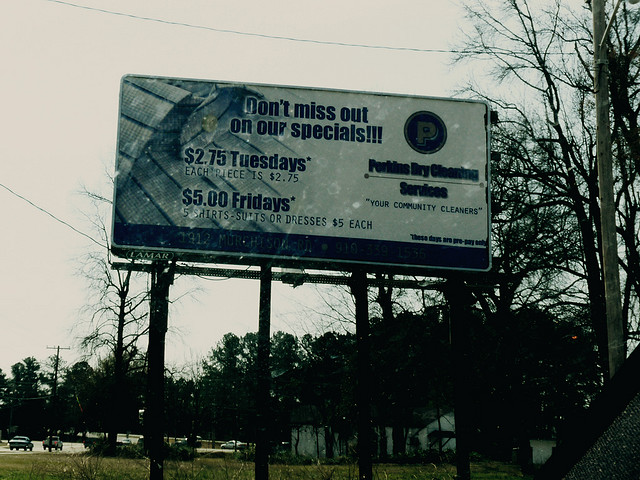 Don't miss out
on our specials!!!
P
$2.75 Tuesdays*
EACH PIECE IS $2.75
Perkins Dry Cleaning
Services
$5.00 Fridays*
"YOUR COMMUNITY CLEANERS"
5 SHIRTS-SUITS OR DRESSES $5 EACH
*these days are pre-pay only
LAMAR